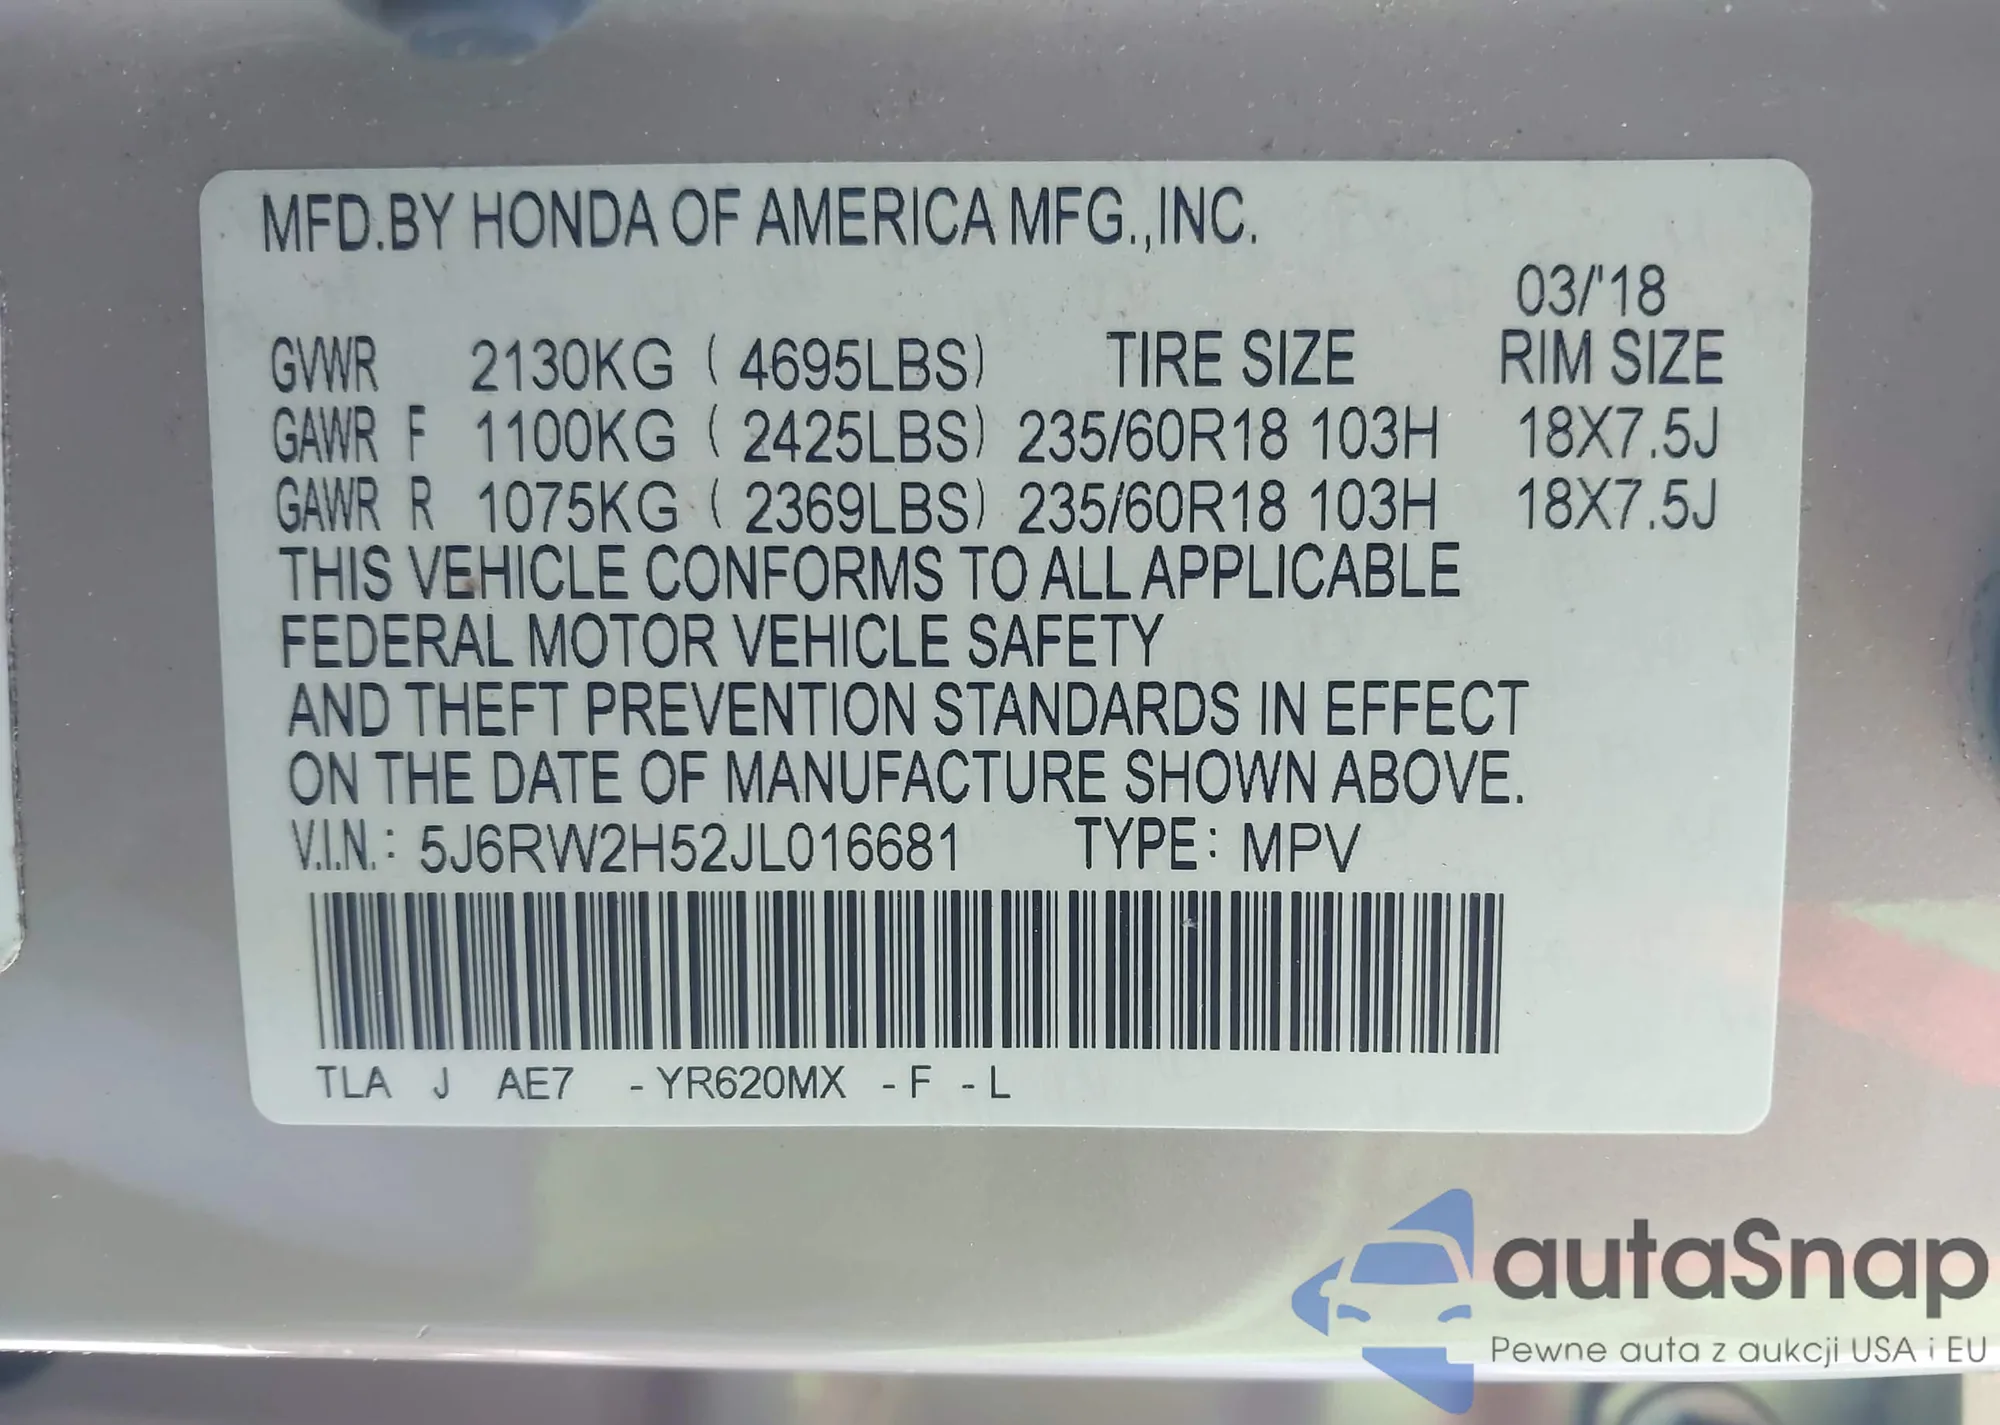 MFD.BY HONDA OF AMERICA MFG.,INC.
03/'18
GVWR 2130KG ( 4695LBS) TIRE SIZE RIM SIZE
GAWR F 1100KG ( 2425LBS) 235/60R18 103H 18X7.5J
GAWR R 1075KG ( 2369LBS) 235/60R18 103H 18X7.5J
THIS VEHICLE CONFORMS TO ALL APPLICABLE
FEDERAL MOTOR VEHICLE SAFETY
AND THEFT PREVENTION STANDARDS IN EFFECT
ON THE DATE OF MANUFACTURE SHOWN ABOVE.
V.I.N.: 5J6RW2H52JL016681 TYPE: MPV
TLA J AE7 -YR620MX -F -L
autaSnap
Pewne auta z aukcji USA i EU